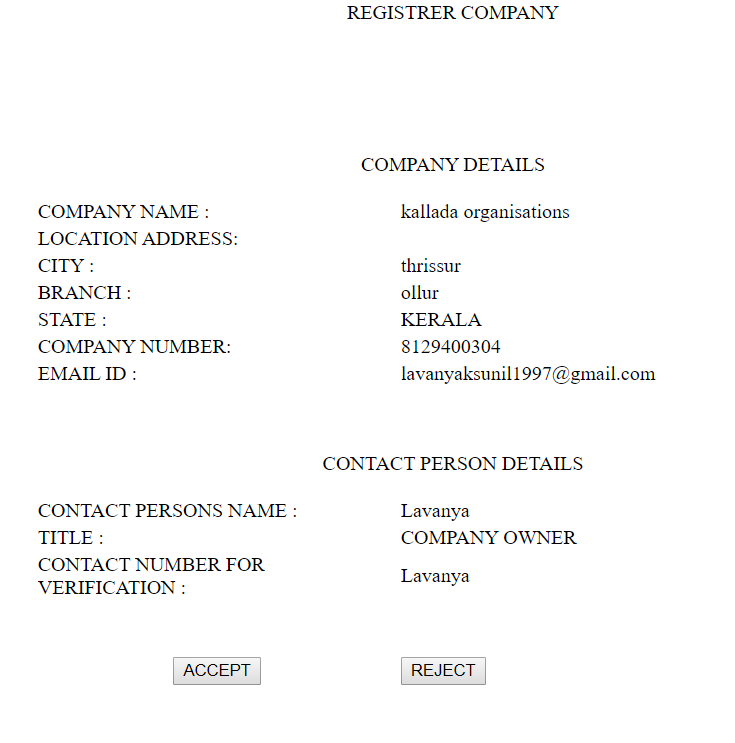 REGISTRER COMPANY
COMPANY DETAILS
COMPANY NAME : kallada organisations
LOCATION ADDRESS:
CITY : thrissur
BRANCH : ollur
STATE : KERALA
COMPANY NUMBER: 8129400304
EMAIL ID : lavanyaksunil1997@gmail.com
CONTACT PERSON DETAILS
CONTACT PERSONS NAME : Lavanya
TITLE : COMPANY OWNER
CONTACT NUMBER FOR
VERIFICATION : Lavanya
ACCEPT REJECT